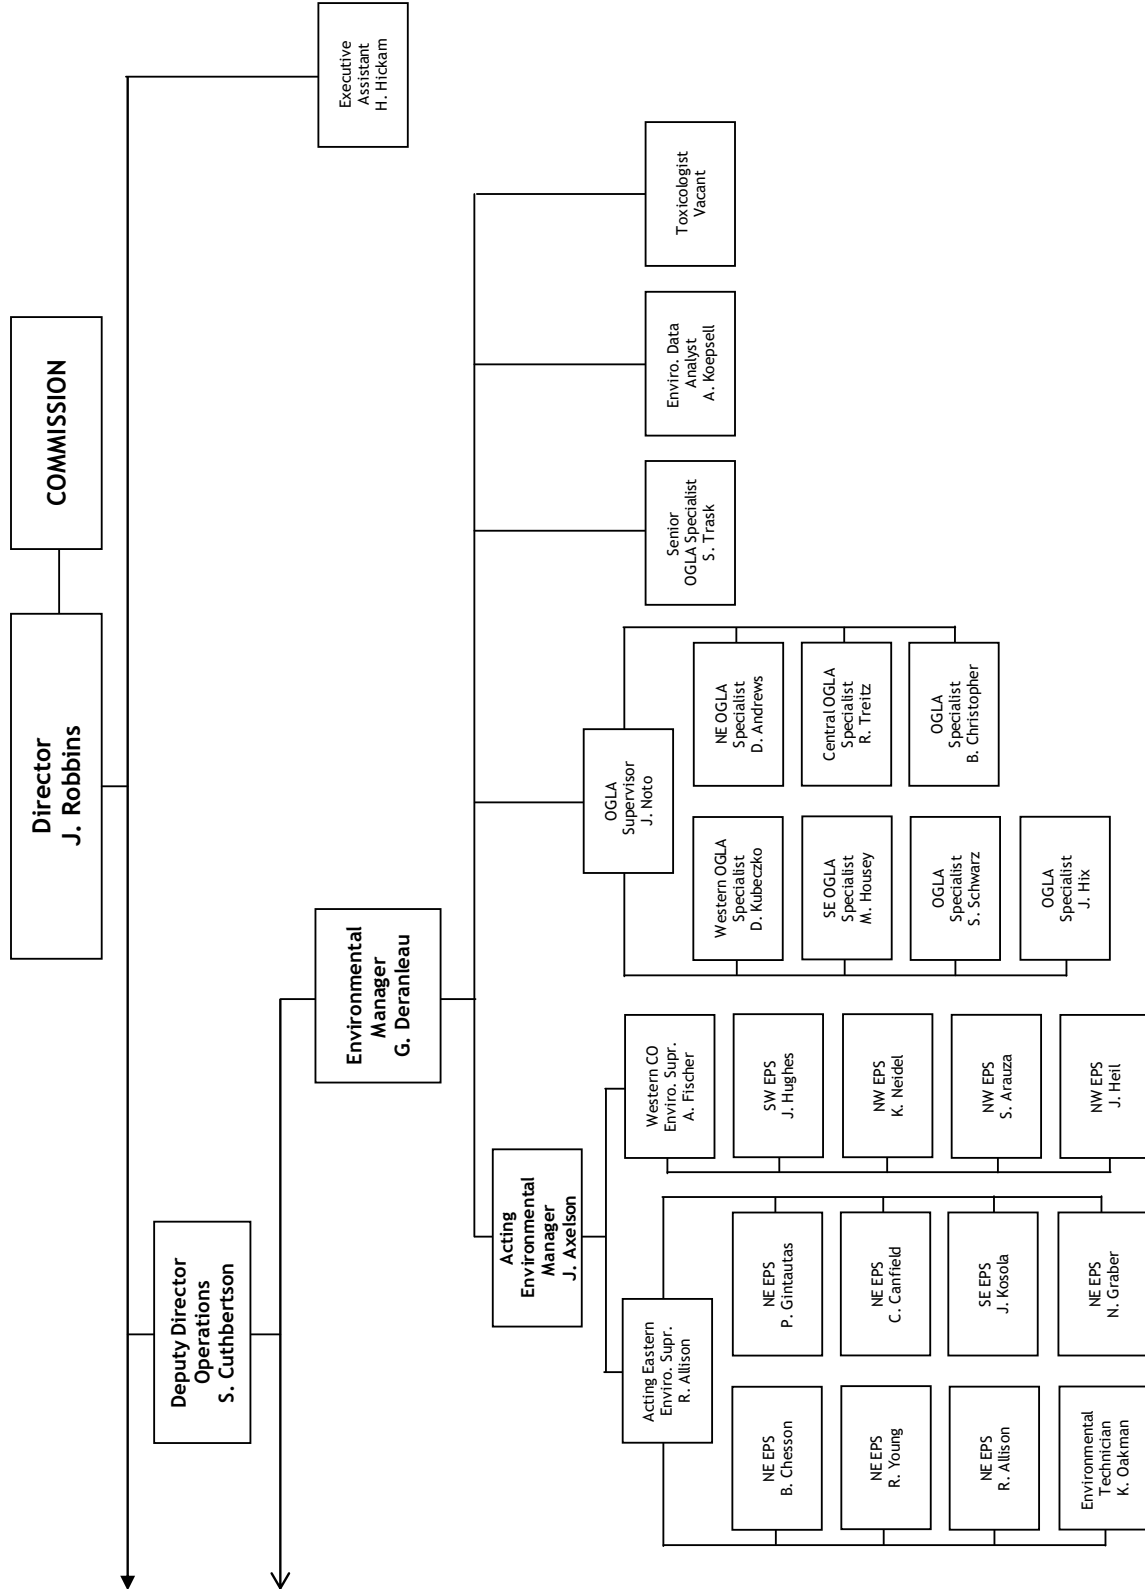 COMMISSION
Director
J. Robbins
Executive
Assistant
H. Hickam
Deputy Director
Operations
S. Cuthbertson
Environmental
Manager
G. Deranleau
Acting
Environmental
Manager
J. Axelson
OGLA
Supervisor
J. Noto
Senior
OGLA Specialist
S. Trask
Enviro. Data
Analyst
A. Koepsell
Toxicologist
Vacant
Acting Eastern
Enviro. Supr.
R. Allison
Western CO
Enviro. Supr.
A. Fischer
NE EPS
B. Chesson
NE EPS
P. Gintautas
SW EPS
J. Hughes
Western OGLA
Specialist
D. Kubeczko
NE OGLA
Specialist
D. Andrews
NE EPS
R. Young
NE EPS
C. Canfield
NW EPS
K. Neidel
SE OGLA
Specialist
M. Housey
Central OGLA
Specialist
R. Treitz
NE EPS
R. Allison
SE EPS
J. Kosola
NW EPS
S. Arauza
OGLA
Specialist
S. Schwarz
OGLA
Specialist
B. Christopher
Environmental
Technician
K. Oakman
NE EPS
N. Graber
NW EPS
J. Heil
OGLA
Specialist
J. Hix